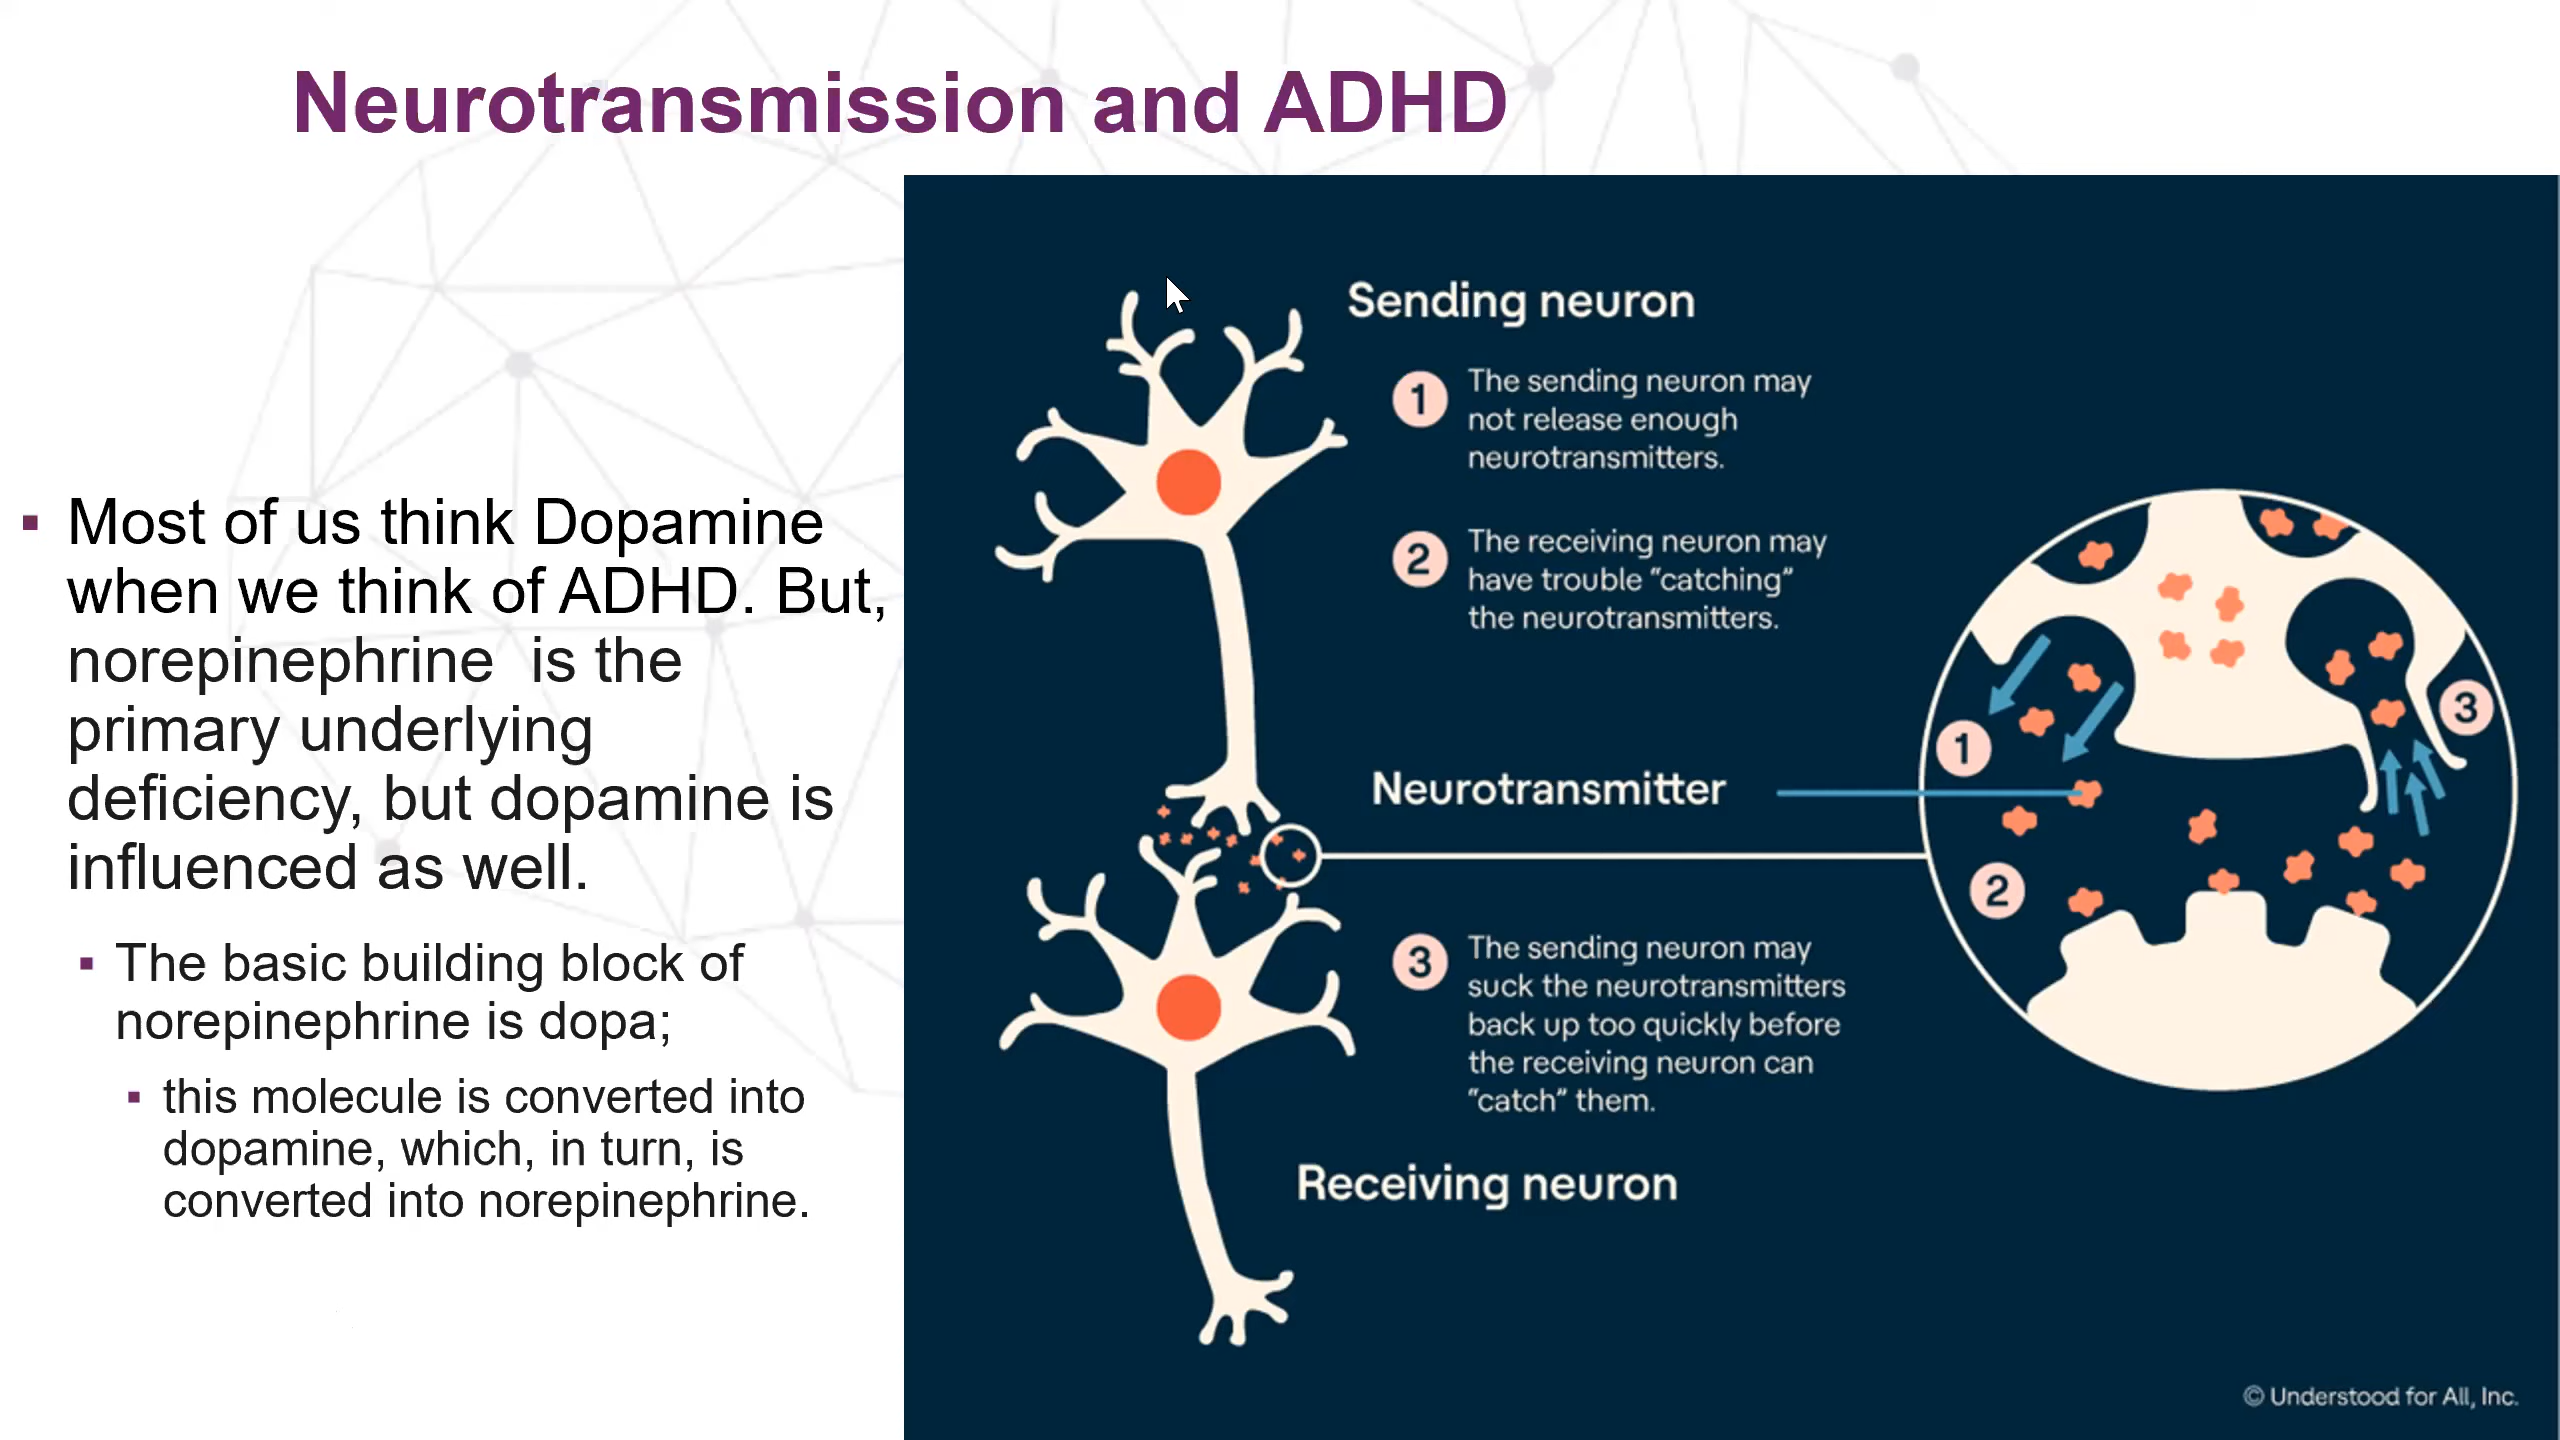 Neurotransmission and ADHD
▪ Most of us think Dopamine
when we think of ADHD. But,
norepinephrine  is the
primary underlying
deficiency, but dopamine is
influenced as well.
▪ The basic building block of
norepinephrine is dopa;
▪ this molecule is converted into
dopamine, which, in turn, is
converted into norepinephrine.
Sending neuron
1 The sending neuron may
not release enough
neurotransmitters.
2 The receiving neuron may
have trouble “catching”
the neurotransmitters.
Neurotransmitter
3 The sending neuron may
suck the neurotransmitters
back up too quickly before
the receiving neuron can
“catch” them.
Receiving neuron
1
2
3
© Understood for All, Inc.